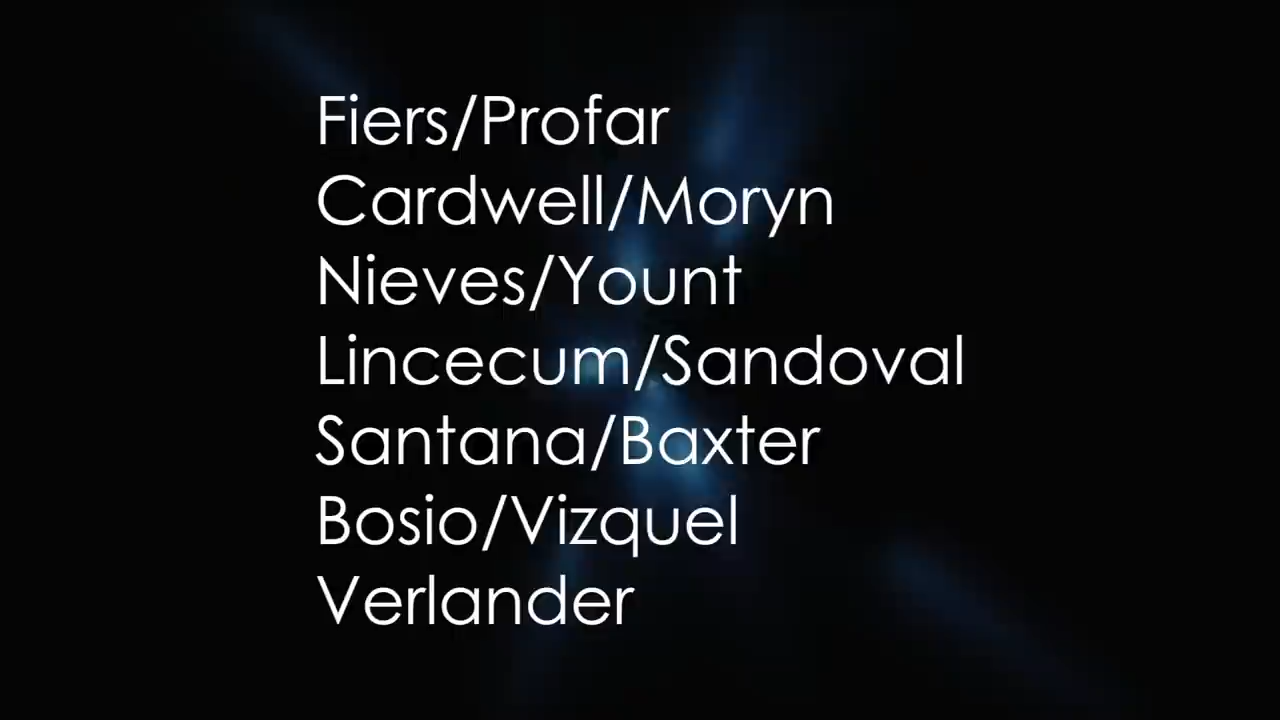 Fiers/Profar
Cardwell/Moryn
Nieves/Yount
Lincecum/Sandoval
Santana/Baxter
Bosio/Vizquel
Verlander